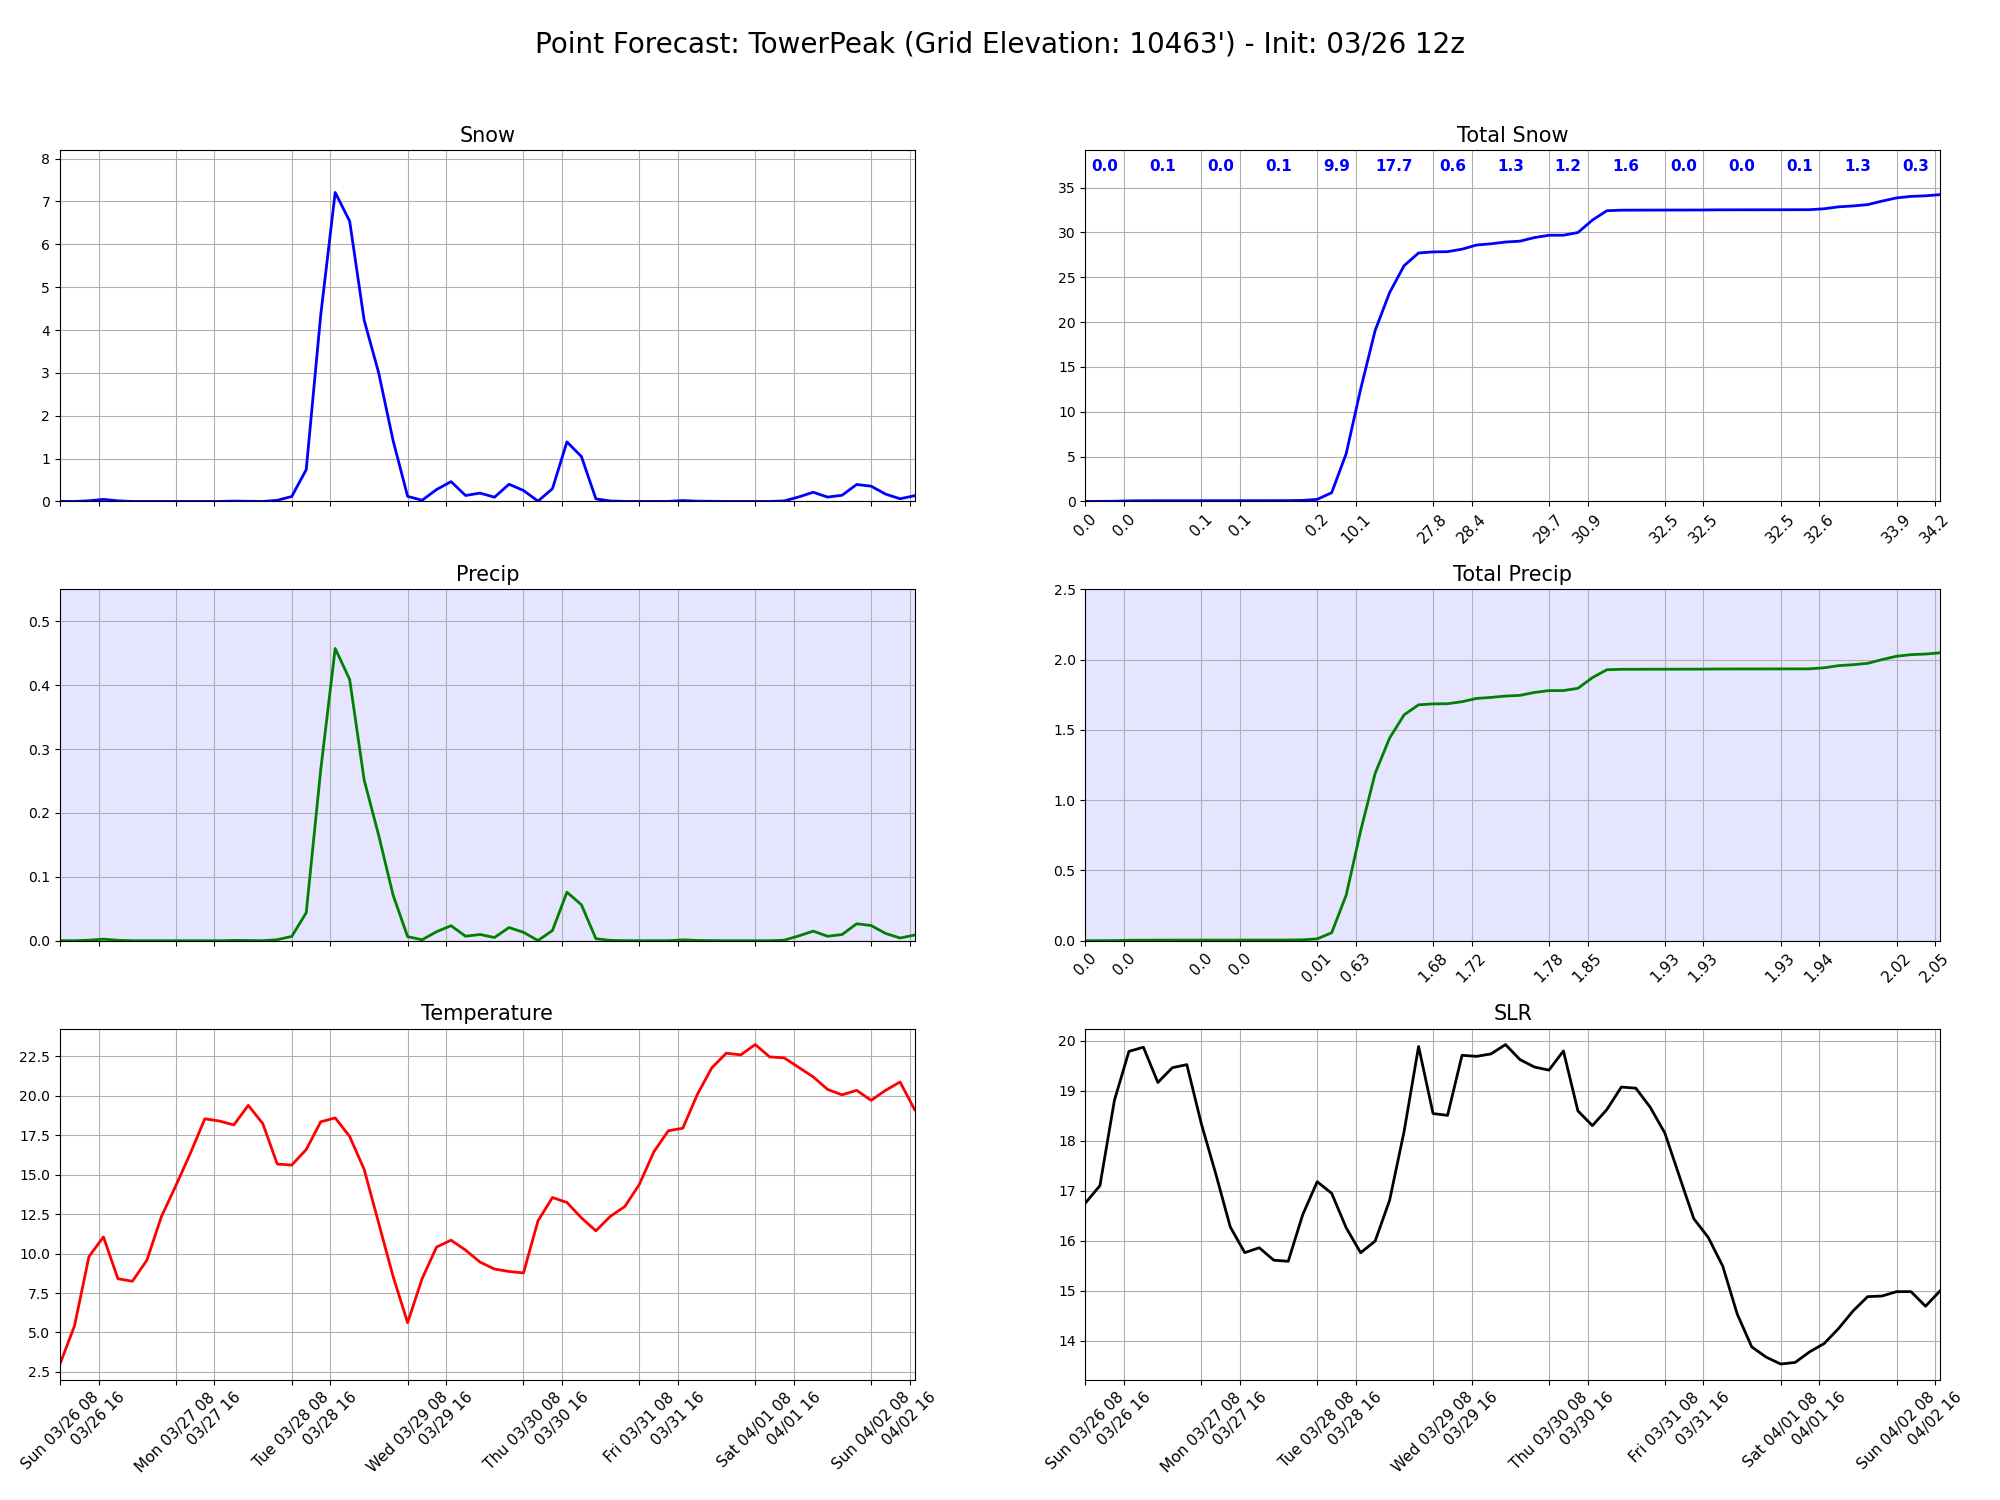 Point Forecast: TowerPeak (Grid Elevation: 10463') - Init: 03/26 12z
Snow
8
7
6
5
4
3
2
1
0
Total Snow
0.0 0.1 0.0 0.1 9.9 17.7 0.6 1.3 1.2 1.6 0.0 0.0 0.1 1.3 0.3
35
30
25
20
15
10
5
0
0.0 0.0 0.1 0.1 0.2 10.1 27.8 28.4 29.7 30.9 32.5 32.5 32.5 32.6 33.9 34.2
Precip
0.5
0.4
0.3
0.2
0.1
0.0
Total Precip
2.5
2.0
1.5
1.0
0.5
0.0
0.0 0.0 0.0 0.0 0.01 0.63 1.68 1.72 1.78 1.85 1.93 1.93 1.93 1.94 2.02 2.05
Temperature
22.5
20.0
17.5
15.0
12.5
10.0
7.5
5.0
2.5
Sun 03/26 08
03/26 16
Mon 03/27 08
03/27 16
Tue 03/28 08
03/28 16
Wed 03/29 08
03/29 16
Thu 03/30 08
03/30 16
Fri 03/31 08
03/31 16
Sat 04/01 08
04/01 16
Sun 04/02 08
04/02 16
SLR
20
19
18
17
16
15
14
Sun 03/26 08
03/26 16
Mon 03/27 08
03/27 16
Tue 03/28 08
03/28 16
Wed 03/29 08
03/29 16
Thu 03/30 08
03/30 16
Fri 03/31 08
03/31 16
Sat 04/01 08
04/01 16
Sun 04/02 08
04/02 16